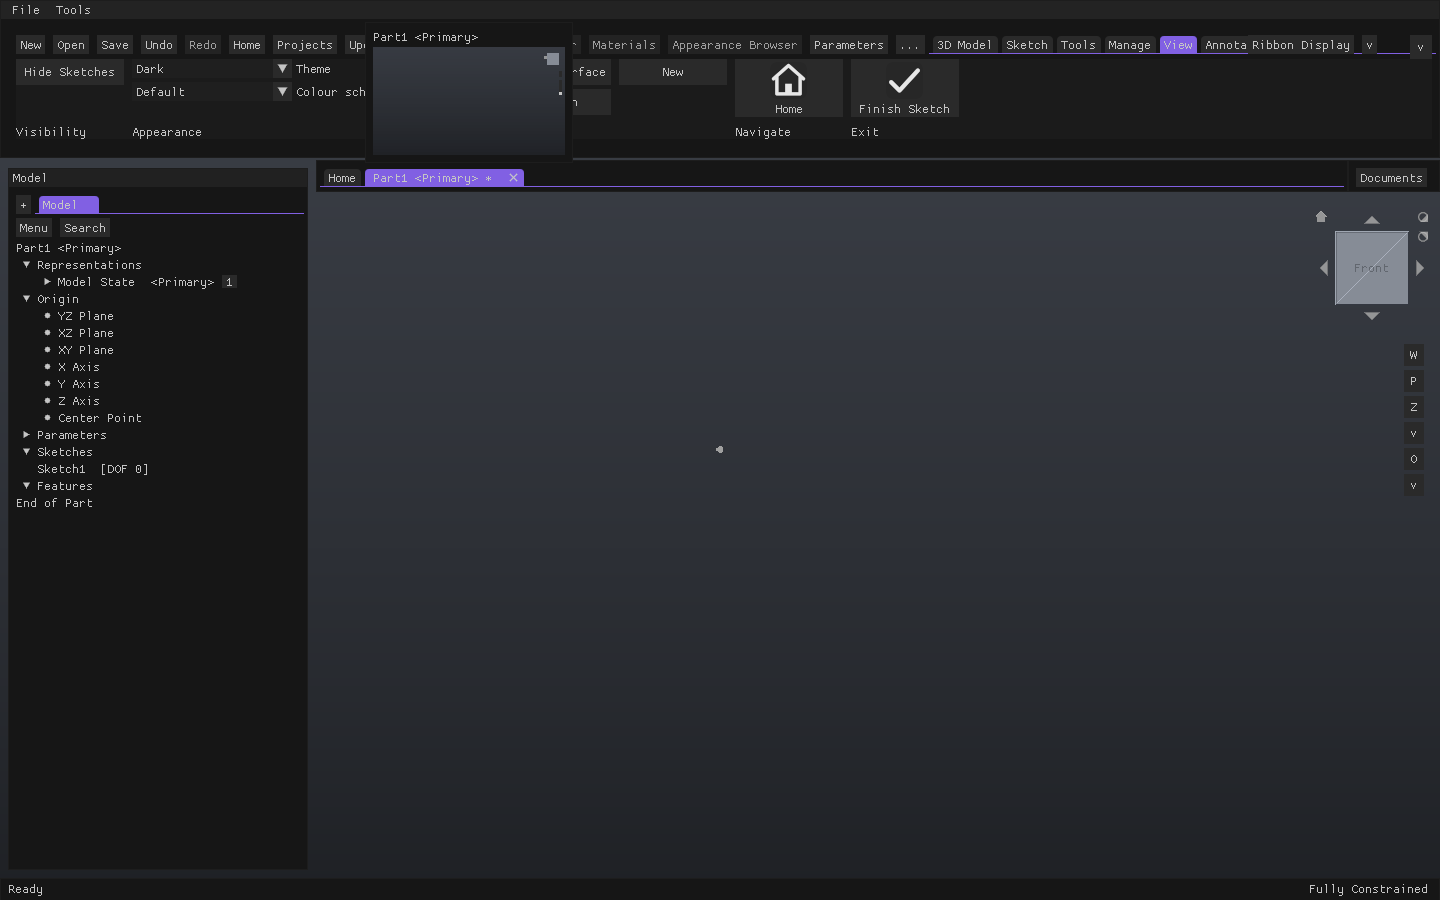 File Tools
New Open Save Undo Redo Home Projects Materials Appearance Browser Parameters ... 3D Model Sketch Tools Manage View Annota Ribbon Display v v
Part1 <Primary>
Hide Sketches
Dark Theme
Default Colour sch
New
Home
Finish Sketch
Visibility Appearance Navigate Exit
Model
Home Part1 <Primary> * Documents
+ Model
Menu Search
Part1 <Primary>
Representations
Model State <Primary> 1
Origin
YZ Plane
XZ Plane
XY Plane
X Axis
Y Axis
Z Axis
Center Point
Parameters
Sketches
Sketch1 [DOF 0]
Features
End of Part
Front
W
P
Z
v
O
v
Ready Fully Constrained